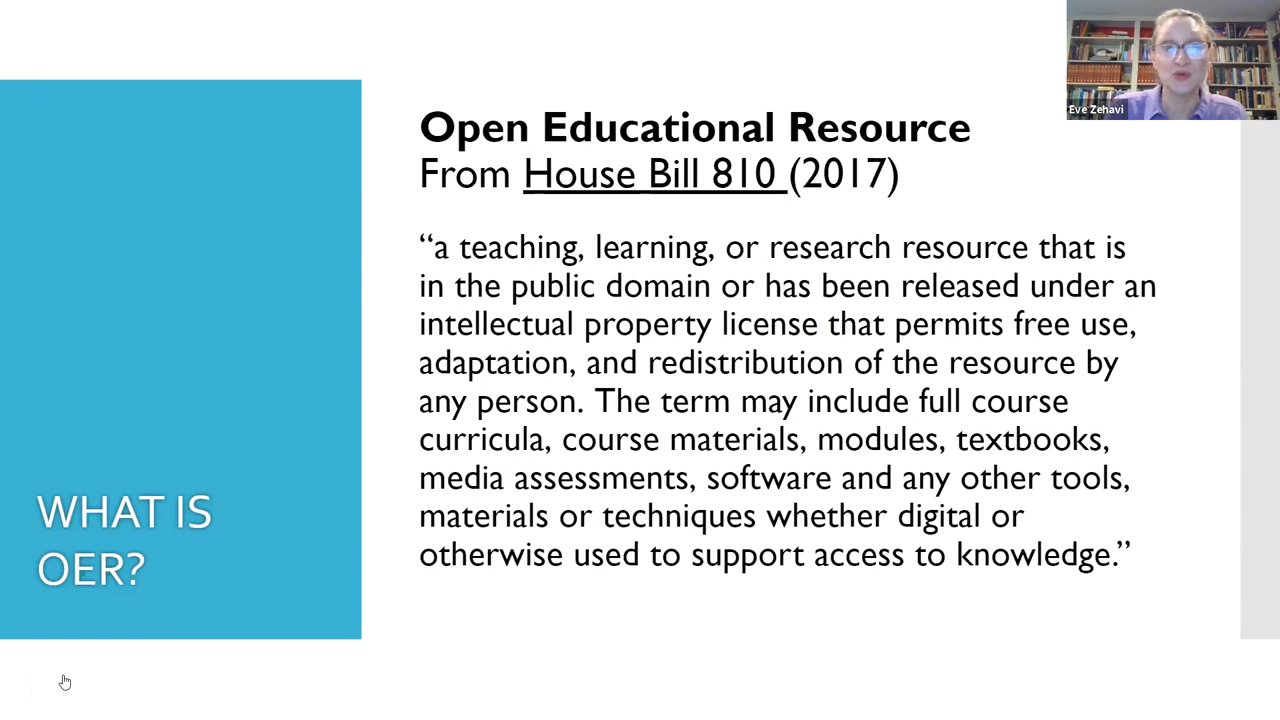 Eve Zehavi
Open Educational Resource
From House Bill 810 (2017)
“a teaching, learning, or research resource that is
in the public domain or has been released under an
intellectual property license that permits free use,
adaptation, and redistribution of the resource by
any person. The term may include full course
curricula, course materials, modules, textbooks,
media assessments, software and any other tools,
materials or techniques whether digital or
otherwise used to support access to knowledge.”
WHAT IS
OER?